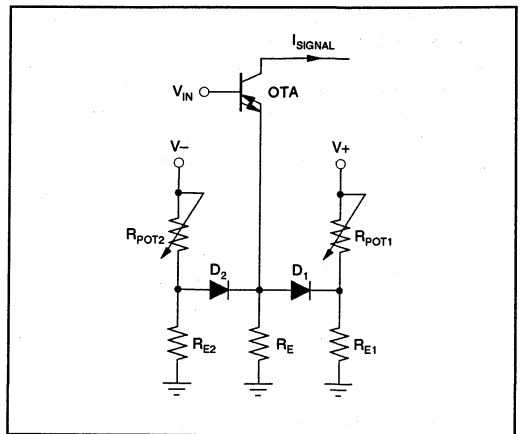 I_SIGNAL
V_IN
OTA
V–
V+
R_POT2
R_POT1
D_2
D_1
R_E2
R_E
R_E1